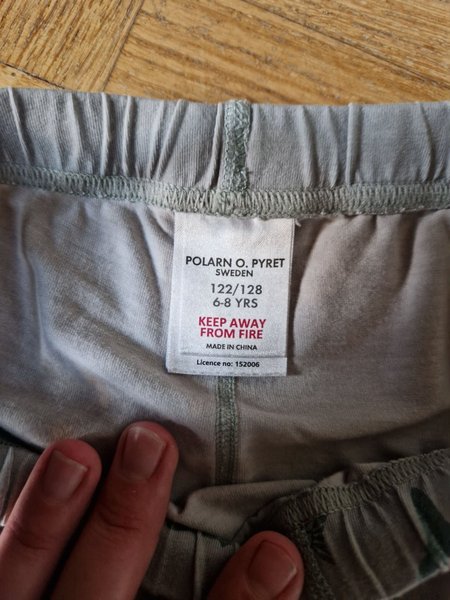 POLARN O. PYRET
SWEDEN
122/128
6-8 YRS
KEEP AWAY
FROM FIRE
MADE IN CHINA
Licence no: 152006